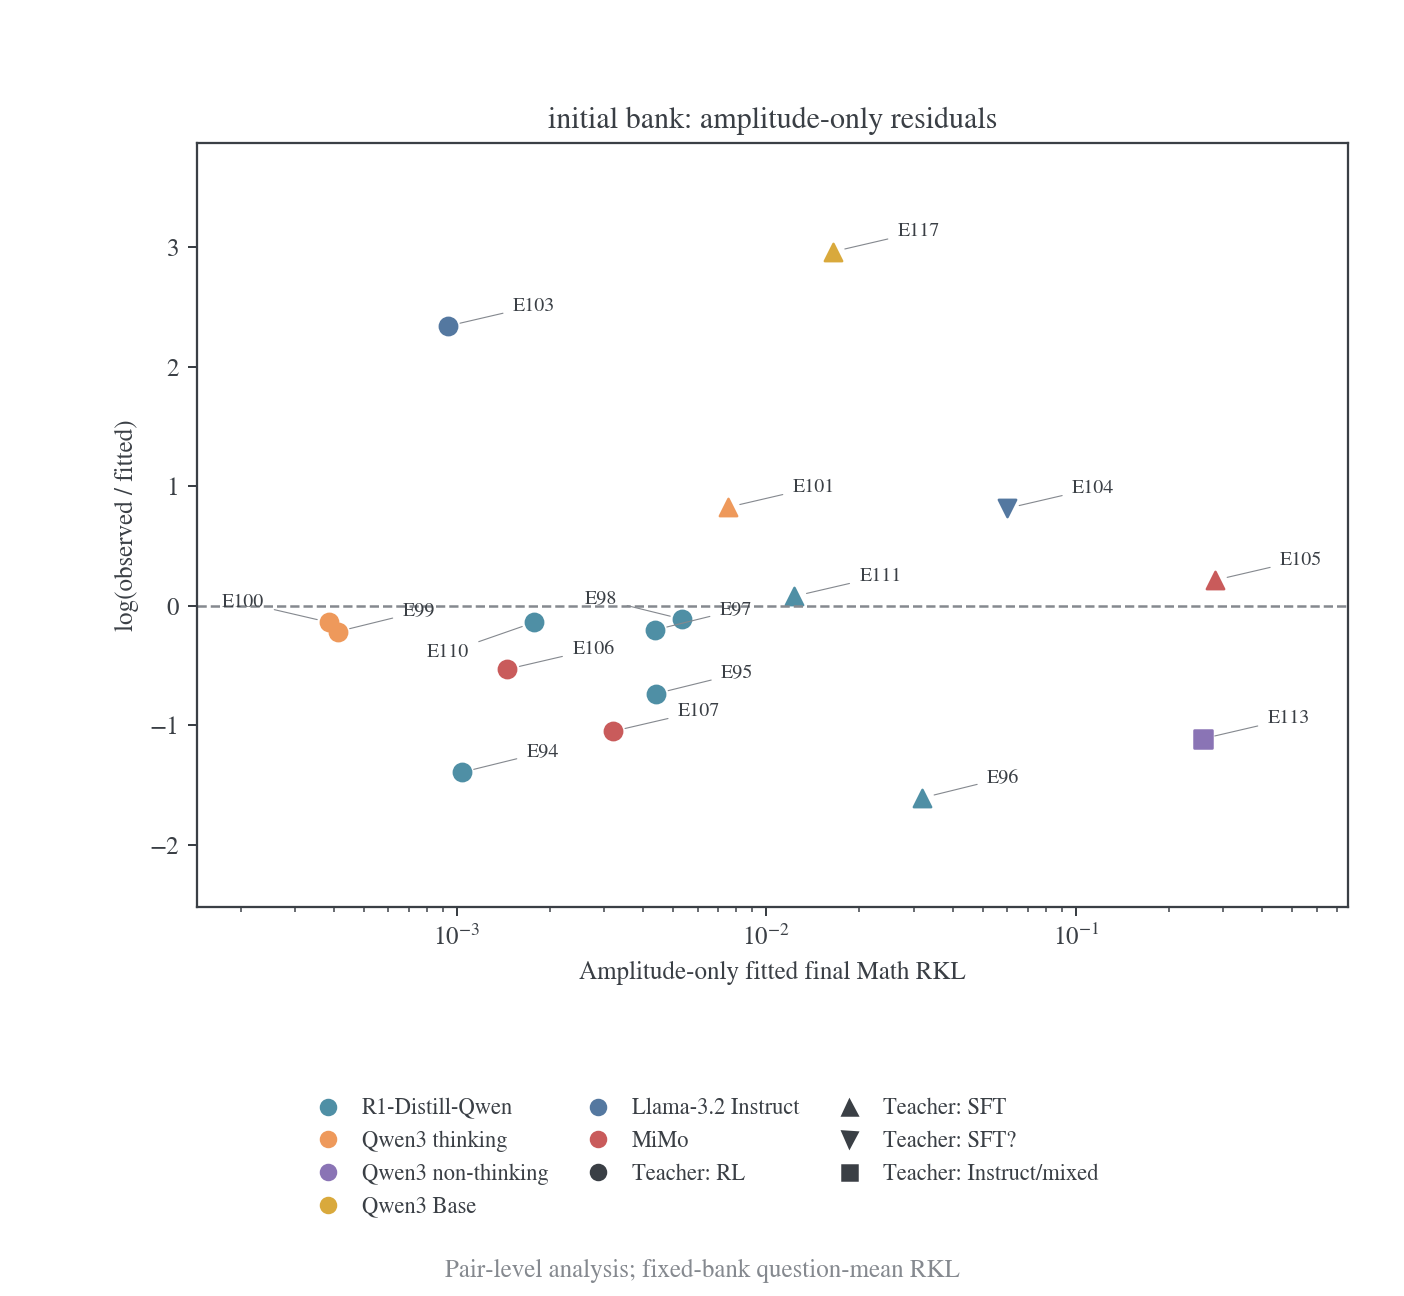 initial bank: amplitude-only residuals
log(observed / fitted)
3
2
1
0
−1
−2
E117
E103
E101
E104
E105
E111
E100
E99
E98
E97
E110
E106
E95
E107
E113
E94
E96
10⁻³
10⁻²
10⁻¹
Amplitude-only fitted final Math RKL
R1-Distill-Qwen
Qwen3 thinking
Qwen3 non-thinking
Qwen3 Base
Llama-3.2 Instruct
MiMo
Teacher: RL
Teacher: SFT
Teacher: SFT?
Teacher: Instruct/mixed
Pair-level analysis; fixed-bank question-mean RKL